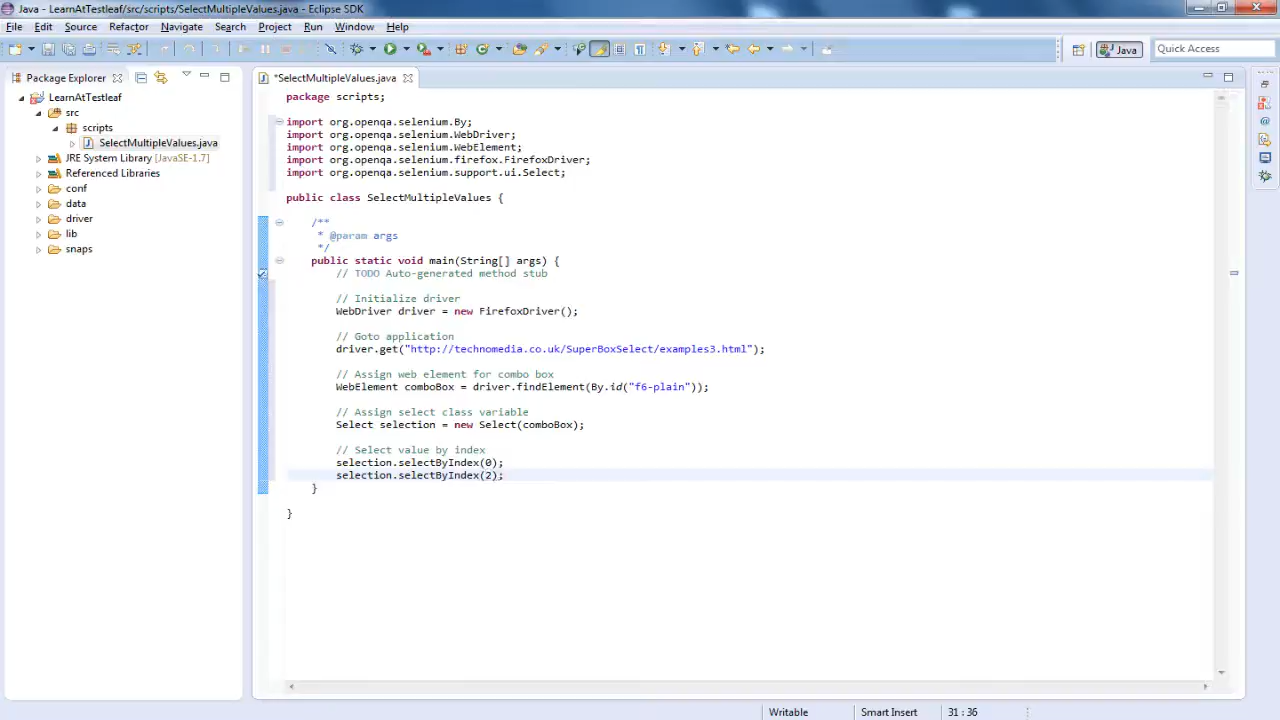 Java - LearnAtTestleaf/src/scripts/SelectMultipleValues.java - Eclipse SDK
File Edit Source Refactor Navigate Search Project Run Window Help
Java
Quick Access
Package Explorer
LearnAtTestleaf
src
scripts
SelectMultipleValues.java
JRE System Library [JavaSE-1.7]
Referenced Libraries
conf
data
driver
lib
snaps
*SelectMultipleValues.java
package scripts;
import org.openqa.selenium.By;
import org.openqa.selenium.WebDriver;
import org.openqa.selenium.WebElement;
import org.openqa.selenium.firefox.FirefoxDriver;
import org.openqa.selenium.support.ui.Select;
public class SelectMultipleValues {
/**
* @param args
*/
public static void main(String[] args) {
// TODO Auto-generated method stub
// Initialize driver
WebDriver driver = new FirefoxDriver();
// Goto application
driver.get("http://technomedia.co.uk/SuperBoxSelect/examples3.html");
// Assign web element for combo box
WebElement comboBox = driver.findElement(By.id("f6-plain"));
// Assign select class variable
Select selection = new Select(comboBox);
// Select value by index
selection.selectByIndex(0);
selection.selectByIndex(2);
}
}
Writable
Smart Insert
31 : 36